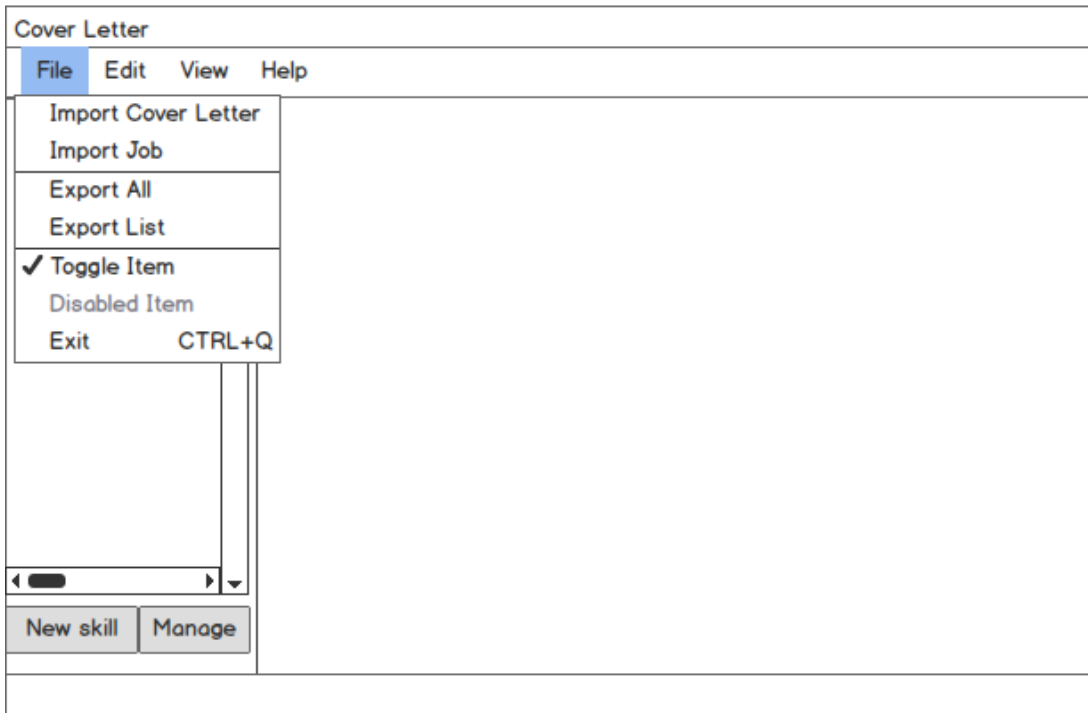 Cover Letter
File Edit View Help
Import Cover Letter
Import Job
Export All
Export List
Toggle Item
Disabled Item
Exit CTRL+Q
New skill Manage